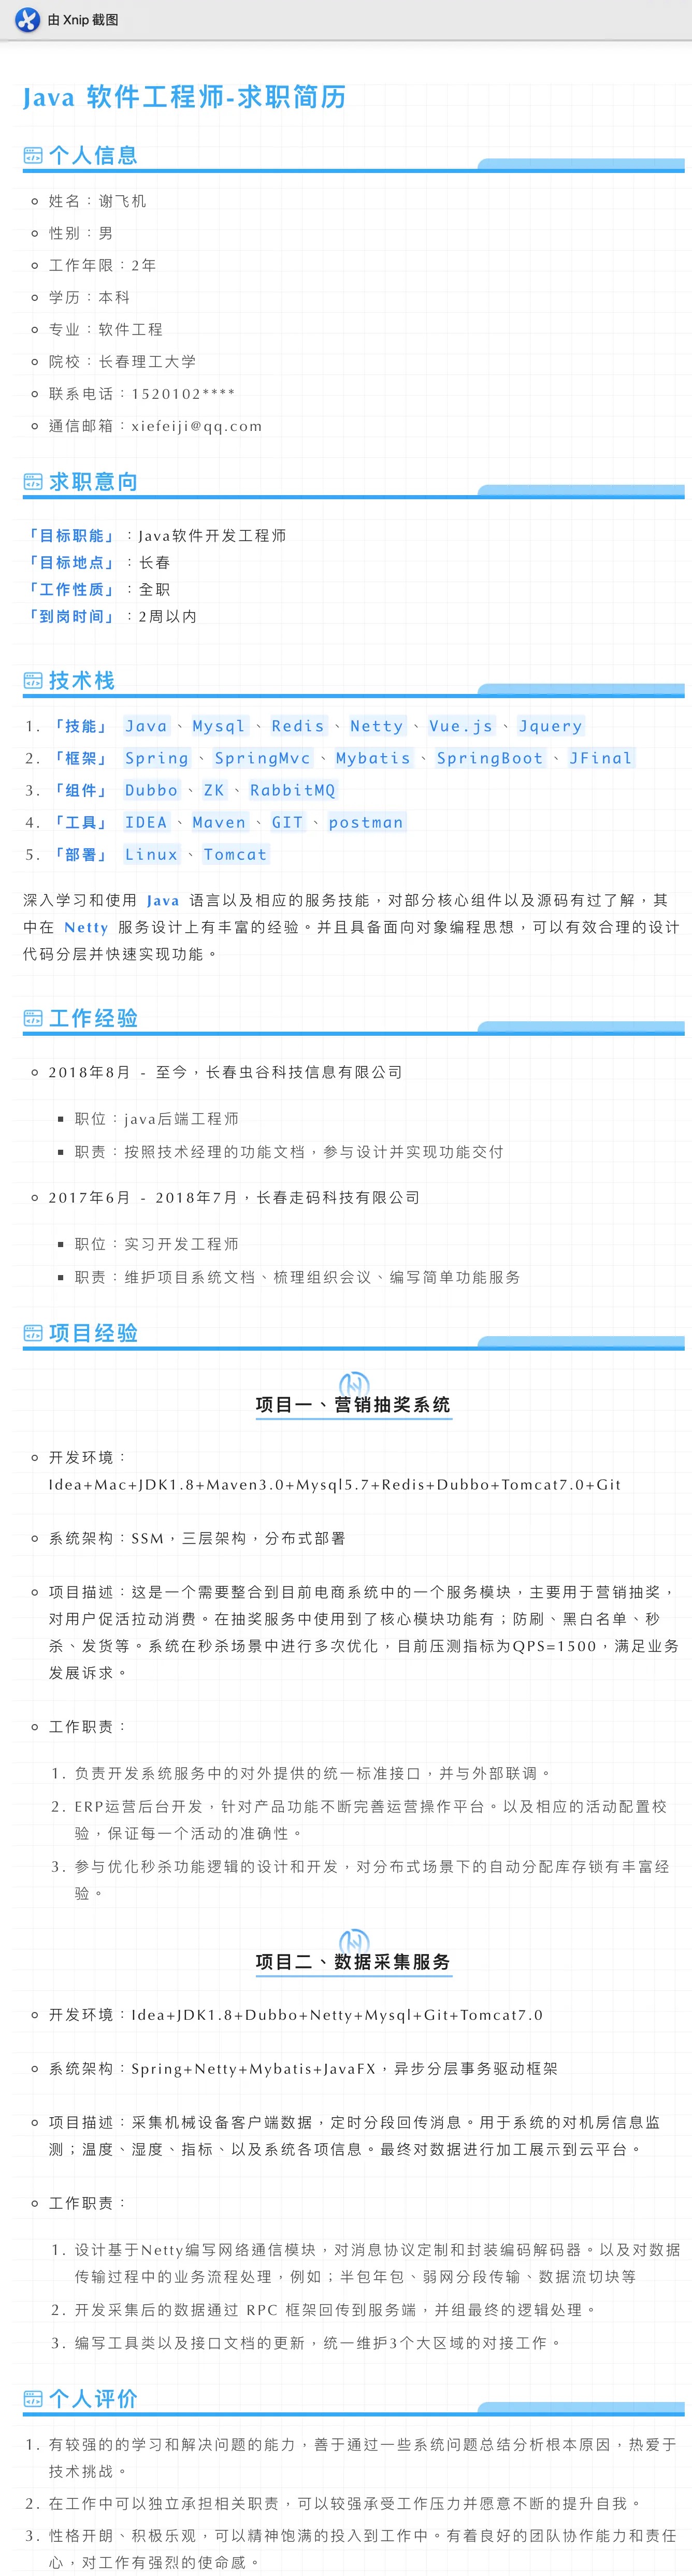 由 Xnip 截图
Java 软件工程师-求职简历
个人信息
姓名：谢飞机
性别：男
工作年限：2年
学历：本科
专业：软件工程
院校：长春理工大学
联系电话：1520102****
通信邮箱：xiefeiji@qq.com
求职意向
「目标职能」：Java软件开发工程师
「目标地点」：长春
「工作性质」：全职
「到岗时间」：2周以内
技术栈
1. 「技能」 Java、Mysql、Redis、Netty、Vue.js、Jquery
2. 「框架」 Spring、SpringMvc、Mybatis、SpringBoot、JFinal
3. 「组件」 Dubbo、ZK、RabbitMQ
4. 「工具」 IDEA、Maven、GIT、postman
5. 「部署」 Linux、Tomcat
深入学习和使用 Java 语言以及相应的服务技能，对部分核心组件以及源码有过了解，其
中在 Netty 服务设计上有丰富的经验。并且具备面向对象编程思想，可以有效合理的设计
代码分层并快速实现功能。
工作经验
2018年8月 - 至今，长春虫谷科技信息有限公司
职位：java后端工程师
职责：按照技术经理的功能文档，参与设计并实现功能交付
2017年6月 - 2018年7月，长春走码科技有限公司
职位：实习开发工程师
职责：维护项目系统文档、梳理组织会议、编写简单功能服务
项目经验
项目一、营销抽奖系统
开发环境：
Idea+Mac+JDK1.8+Maven3.0+Mysql5.7+Redis+Dubbo+Tomcat7.0+Git
系统架构：SSM，三层架构，分布式部署
项目描述：这是一个需要整合到目前电商系统中的一个服务模块，主要用于营销抽奖，
对用户促活拉动消费。在抽奖服务中使用到了核心模块功能有；防刷、黑白名单、秒
杀、发货等。系统在秒杀场景中进行多次优化，目前压测指标为QPS=1500，满足业务
发展诉求。
工作职责：
1. 负责开发系统服务中的对外提供的统一标准接口，并与外部联调。
2. ERP运营后台开发，针对产品功能不断完善运营操作平台。以及相应的活动配置校
验，保证每一个活动的准确性。
3. 参与优化秒杀功能逻辑的设计和开发，对分布式场景下的自动分配库存锁有丰富经
验。
项目二、数据采集服务
开发环境：Idea+JDK1.8+Dubbo+Netty+Mysql+Git+Tomcat7.0
系统架构：Spring+Netty+Mybatis+JavaFX，异步分层事务驱动框架
项目描述：采集机械设备客户端数据，定时分段回传消息。用于系统的对机房信息监
测；温度、湿度、指标、以及系统各项信息。最终对数据进行加工展示到云平台。
工作职责：
1. 设计基于Netty编写网络通信模块，对消息协议定制和封装编码解码器。以及对数据
传输过程中的业务流程处理，例如；半包年包、弱网分段传输、数据流切块等
2. 开发采集后的数据通过 RPC 框架回传到服务端，并组最终的逻辑处理。
3. 编写工具类以及接口文档的更新，统一维护3个大区域的对接工作。
个人评价
1. 有较强的的学习和解决问题的能力，善于通过一些系统问题总结分析根本原因，热爱于
技术挑战。
2. 在工作中可以独立承担相关职责，可以较强承受工作压力并愿意不断的提升自我。
3. 性格开朗、积极乐观，可以精神饱满的投入到工作中。有着良好的团队协作能力和责任
心，对工作有强烈的使命感。